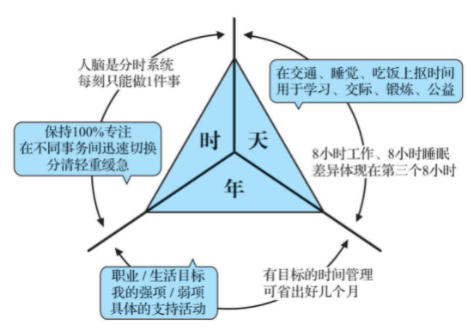 人脑是分时系统
每刻只能做1件事
在交通、睡觉、吃饭上抠时间
用于学习、交际、锻炼、公益
保持100%专注
在不同事务间迅速切换
分清轻重缓急
时
天
年
8小时工作、8小时睡眠
差异体现在第三个8小时
职业/生活目标
我的强项/弱项
具体的支持活动
有目标的时间管理
可省出好几个月